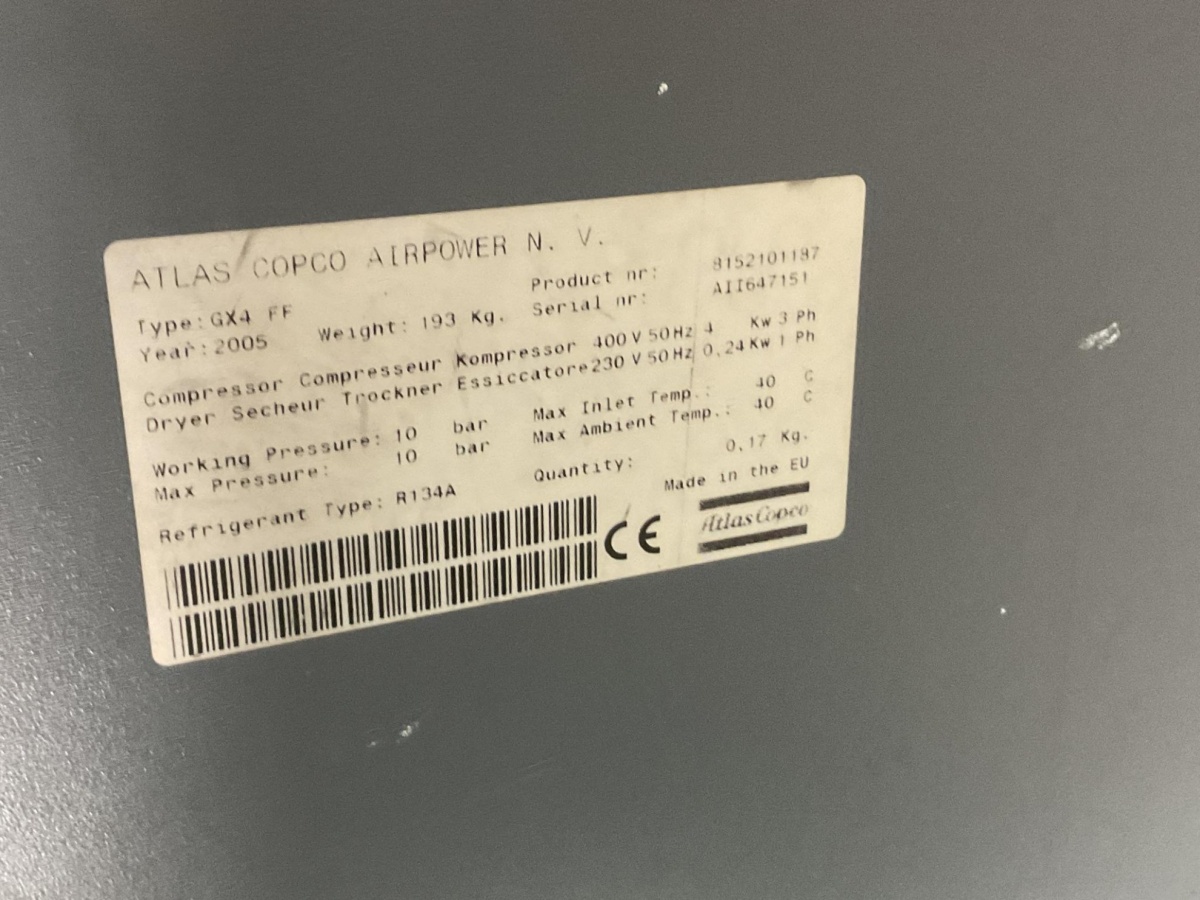 ATLAS COPCO AIRPOWER N. V.
Type: GX4 FF
Product nr: 8152101187
Year: 2005 Weight: 193 Kg. Serial nr: AII647151
Compressor Compresseur Kompressor 400 V 50 Hz 4 Kw 3 Ph
Dryer Secheur Trockner Essiccatore 230 V 50 Hz 0,24 Kw 1 Ph
Working Pressure: 10 bar Max Inlet Temp.: 40 C
Max Pressure: 10 bar Max Ambient Temp.: 40 C
Refrigerant Type: R134A Quantity: 0,17 Kg.
Made in the EU
CE
Atlas Copco